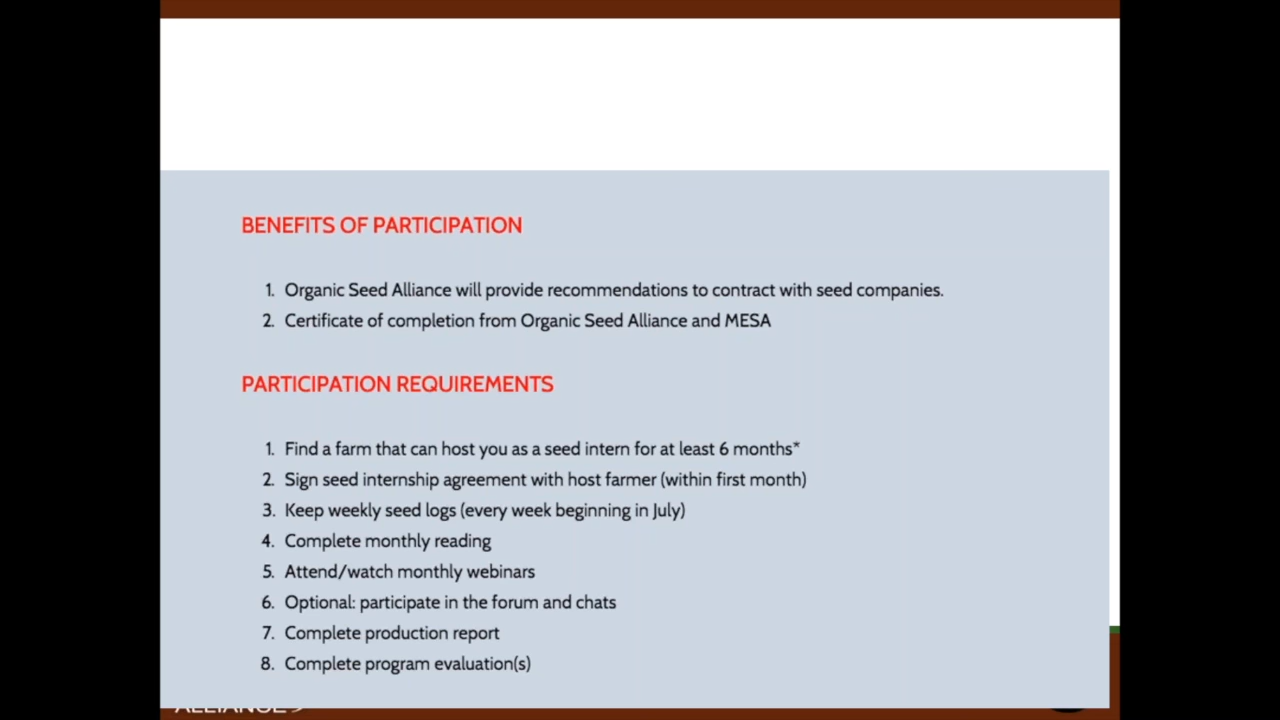 BENEFITS OF PARTICIPATION
1. Organic Seed Alliance will provide recommendations to contract with seed companies.
2. Certificate of completion from Organic Seed Alliance and MESA
PARTICIPATION REQUIREMENTS
1. Find a farm that can host you as a seed intern for at least 6 months*
2. Sign seed internship agreement with host farmer (within first month)
3. Keep weekly seed logs (every week beginning in July)
4. Complete monthly reading
5. Attend/watch monthly webinars
6. Optional: participate in the forum and chats
7. Complete production report
8. Complete program evaluation(s)
ALLIANCE